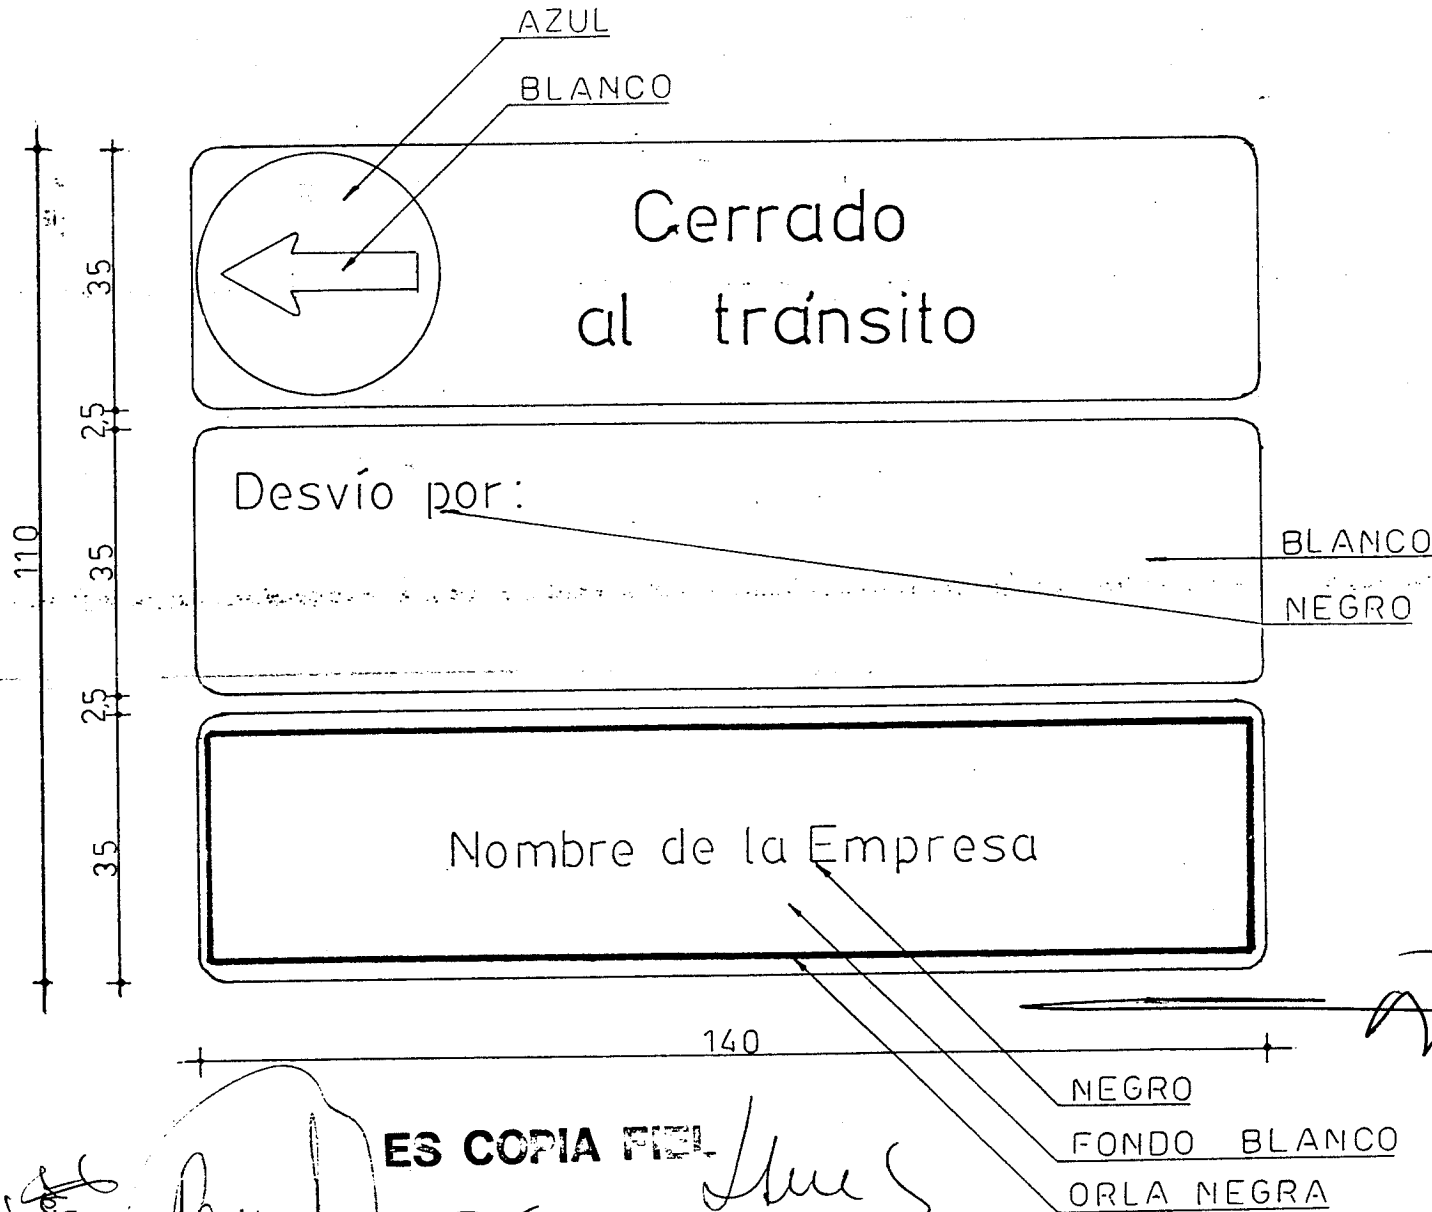 AZUL
BLANCO
Cerrado
al tránsito
35
2,5
Desvío por:
110
35
BLANCO
NEGRO
2,5
Nombre de la Empresa
35
140
NEGRO
FONDO BLANCO
ORLA NEGRA
ES COPIA FIEL